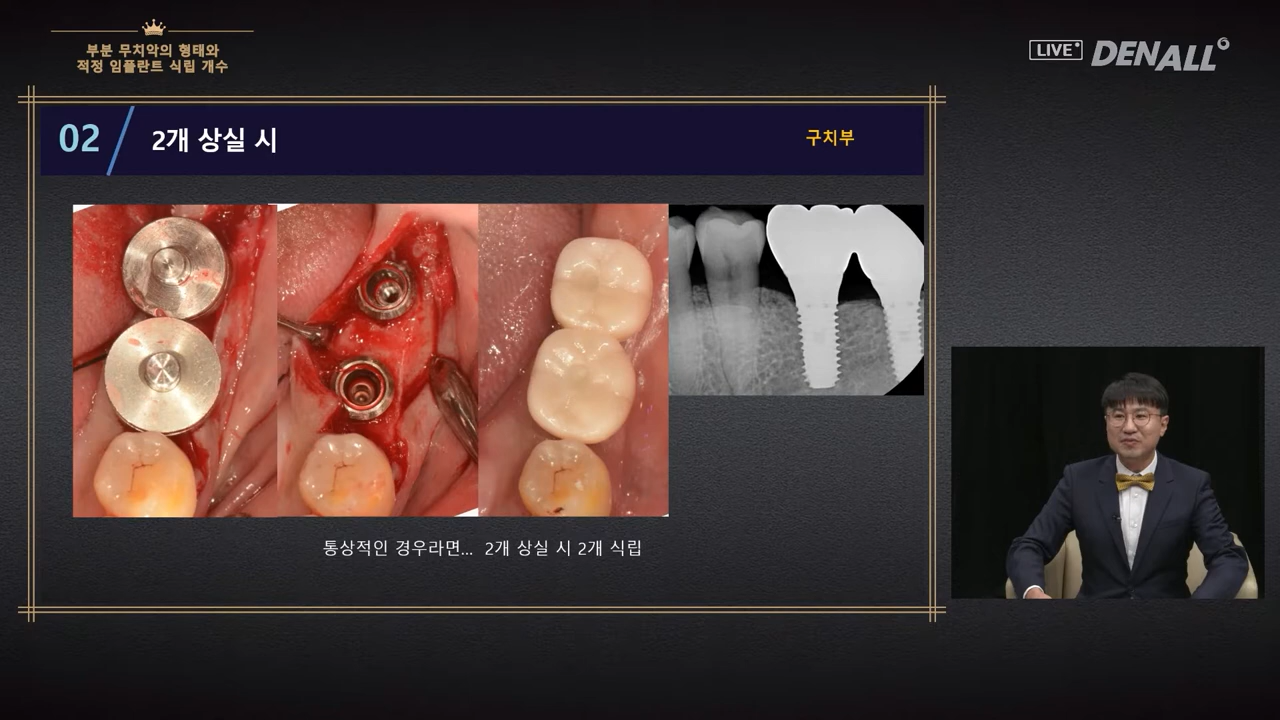 부분 무치악의 형태와
적정 임플란트 식립 개수
LIVE
DENALL
02
2개 상실 시
구치부
통상적인 경우라면... 2개 상실 시 2개 식립